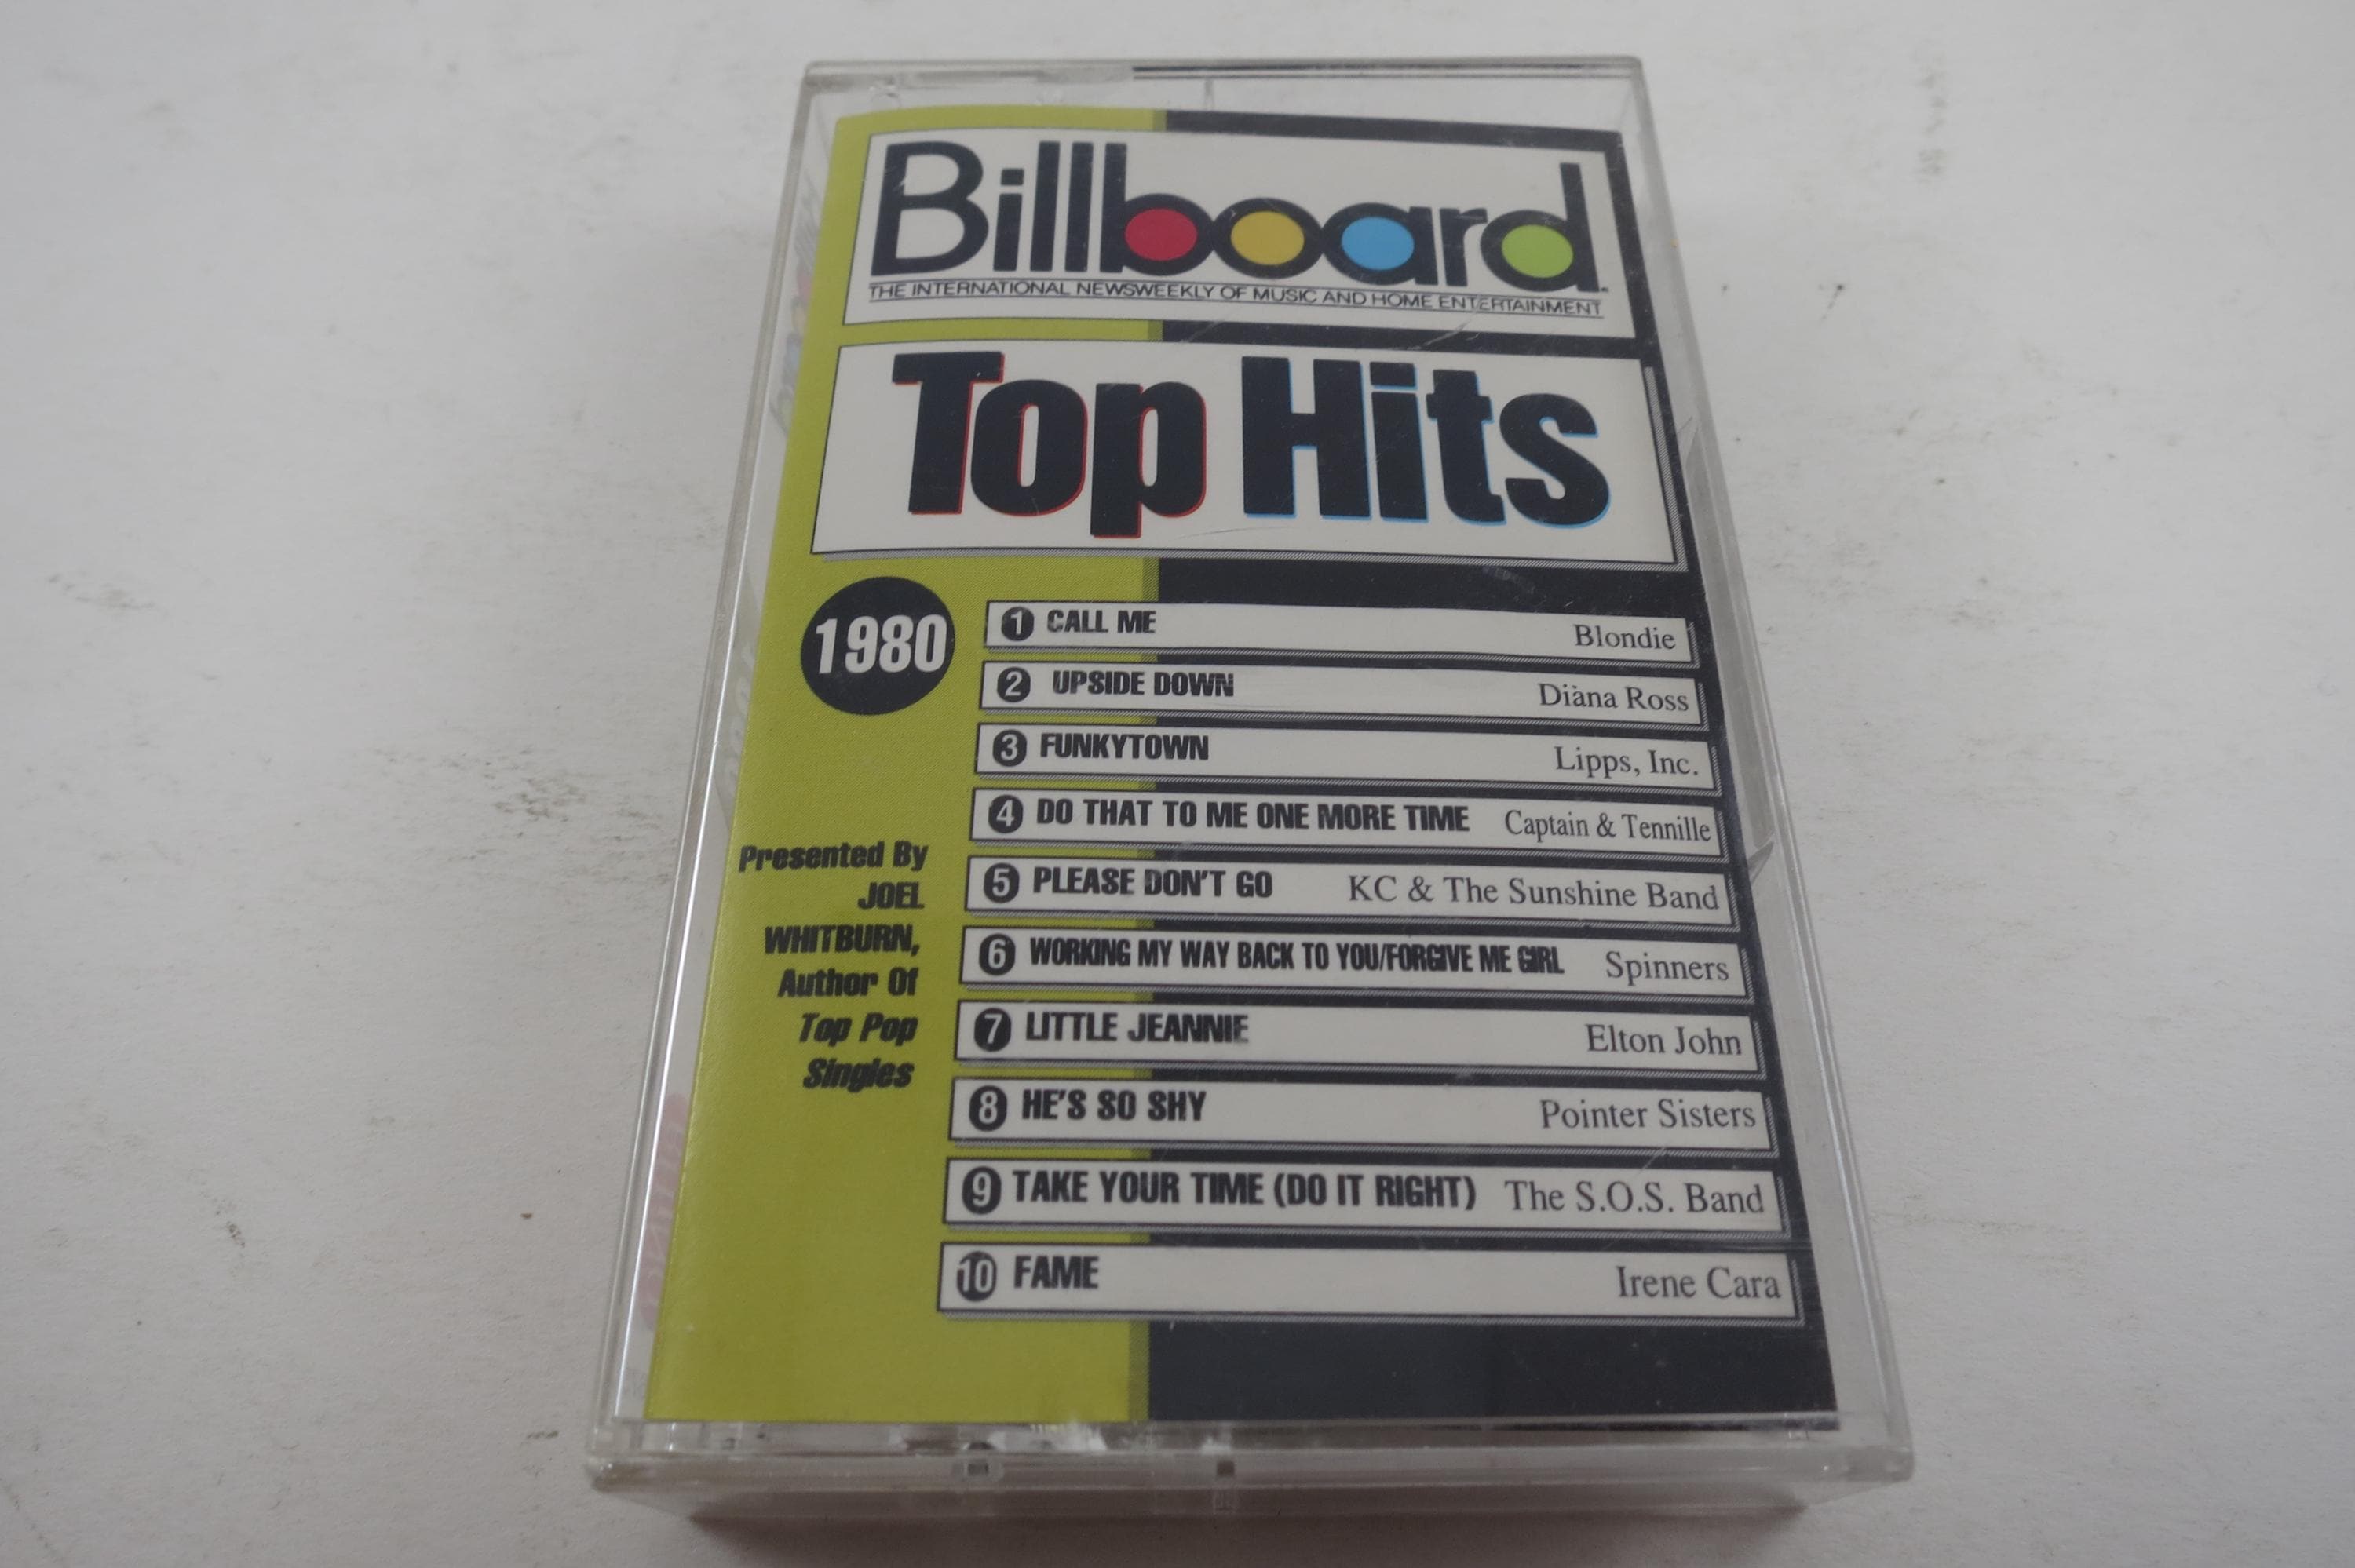 Billboard
THE INTERNATIONAL NEWSWEEKLY OF MUSIC AND HOME ENTERTAINMENT
Top Hits
1980
1 CALL ME Blondie
2 UPSIDE DOWN Diana Ross
3 FUNKYTOWN Lipps, Inc.
4 DO THAT TO ME ONE MORE TIME Captain & Tennille
5 PLEASE DON'T GO KC & The Sunshine Band
6 WORKING MY WAY BACK TO YOU/FORGIVE ME GIRL Spinners
7 LITTLE JEANNIE Elton John
8 HE'S SO SHY Pointer Sisters
9 TAKE YOUR TIME (DO IT RIGHT) The S.O.S. Band
10 FAME Irene Cara
Presented By
JOEL
WHITBURN,
Author Of
Top Pop
Singles